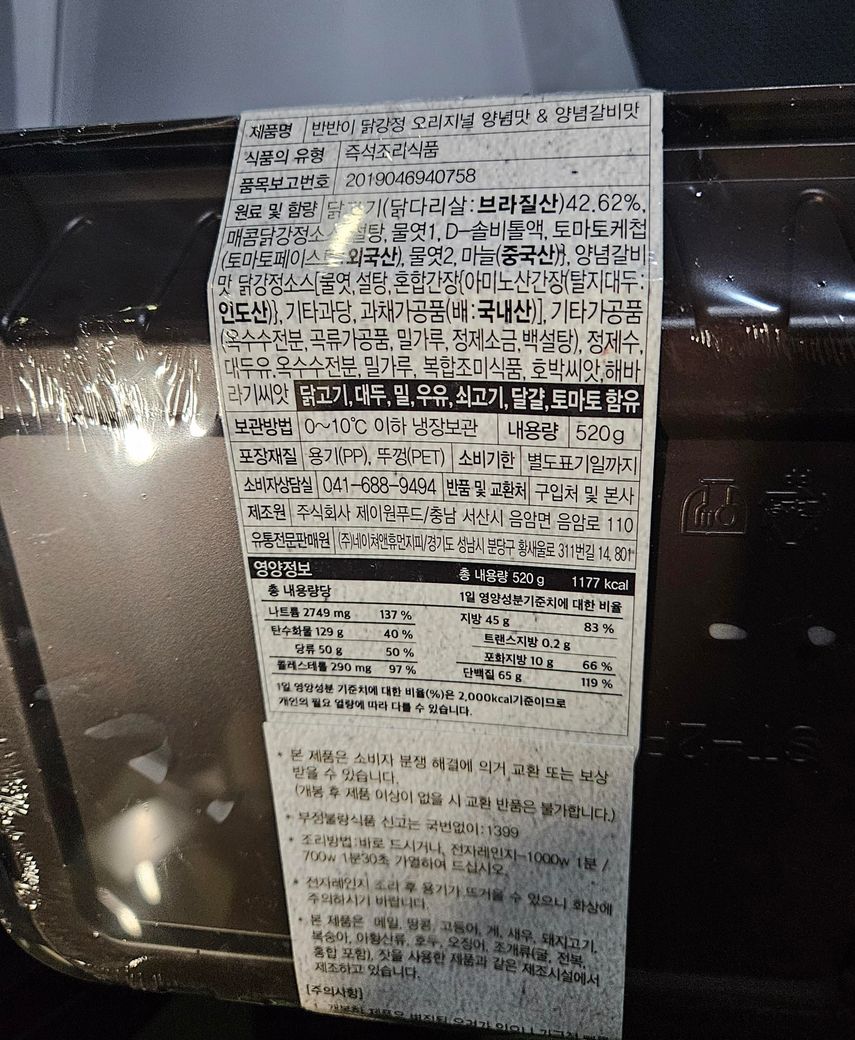 제품명 반반이 닭강정 오리지널 양념맛 & 양념갈비맛
식품의 유형 즉석조리식품
품목보고번호 2019046940758
원료 및 함량 닭고기(닭다리살:브라질산)42.62%,
매콤닭강정소스 설탕, 물엿1, D-솔비톨액, 토마토케첩
(토마토페이스트:외국산), 물엿2, 마늘(중국산)}, 양념갈비
맛 닭강정소스[물엿,설탕,혼합간장{아미노산간장(탈지대두:
인도산)}, 기타과당, 과채가공품(배:국내산)], 기타가공품
(옥수수전분, 곡류가공품, 밀가루, 정제소금, 백설탕), 정제수,
대두유,옥수수전분,밀가루, 복합조미식품, 호박씨앗,해바
라기씨앗 닭고기,대두,밀,우유,쇠고기,달걀,토마토 함유
보관방법 0~10℃ 이하 냉장보관 내용량 520g
포장재질 용기(PP), 뚜껑(PET) 소비기한 별도표기일까지
소비자상담실 041-688-9494 반품 및 교환처 구입처 및 본사
제조원 주식회사 제이원푸드/충남 서산시 음암면 음암로 110
유통전문판매원 (주)네이쳐앤휴먼지피/경기도 성남시 분당구 황새울로 311번길 14, 801
영양정보 총 내용량 520 g 1177 kcal
총 내용량당 1일 영양성분기준치에 대한 비율
나트륨 2749 mg 137 % 지방 45 g 83 %
탄수화물 129 g 40 % 트랜스지방 0.2 g
당류 50 g 50 % 포화지방 10 g 66 %
콜레스테롤 290 mg 97 % 단백질 65 g 119 %
1일 영양성분 기준치에 대한 비율(%)은 2,000kcal기준이므로
개인의 필요 열량에 따라 다를 수 있습니다.
* 본 제품은 소비자 분쟁 해결에 의거 교환 또는 보상
받을 수 있습니다.
(개봉 후 제품 이상이 없을 시 교환 반품은 불가합니다.)
* 부정불량식품 신고는 국번없이:1399
* 조리방법:바로 드시거나, 전자레인지-1000w 1분 /
700w 1분30초 가열하여 드십시오.
* 전자레인지 조리 후 용기가 뜨거울 수 있으니 화상에
주의하시기 바랍니다.
* 본 제품은 메밀, 땅콩, 고등어, 게, 새우, 돼지고기,
복숭아, 아황산류, 호두, 오징어, 조개류(굴, 전복,
홍합 포함), 잣을 사용한 제품과 같은 제조시설에서
제조하고 있습니다.
[주의사항]